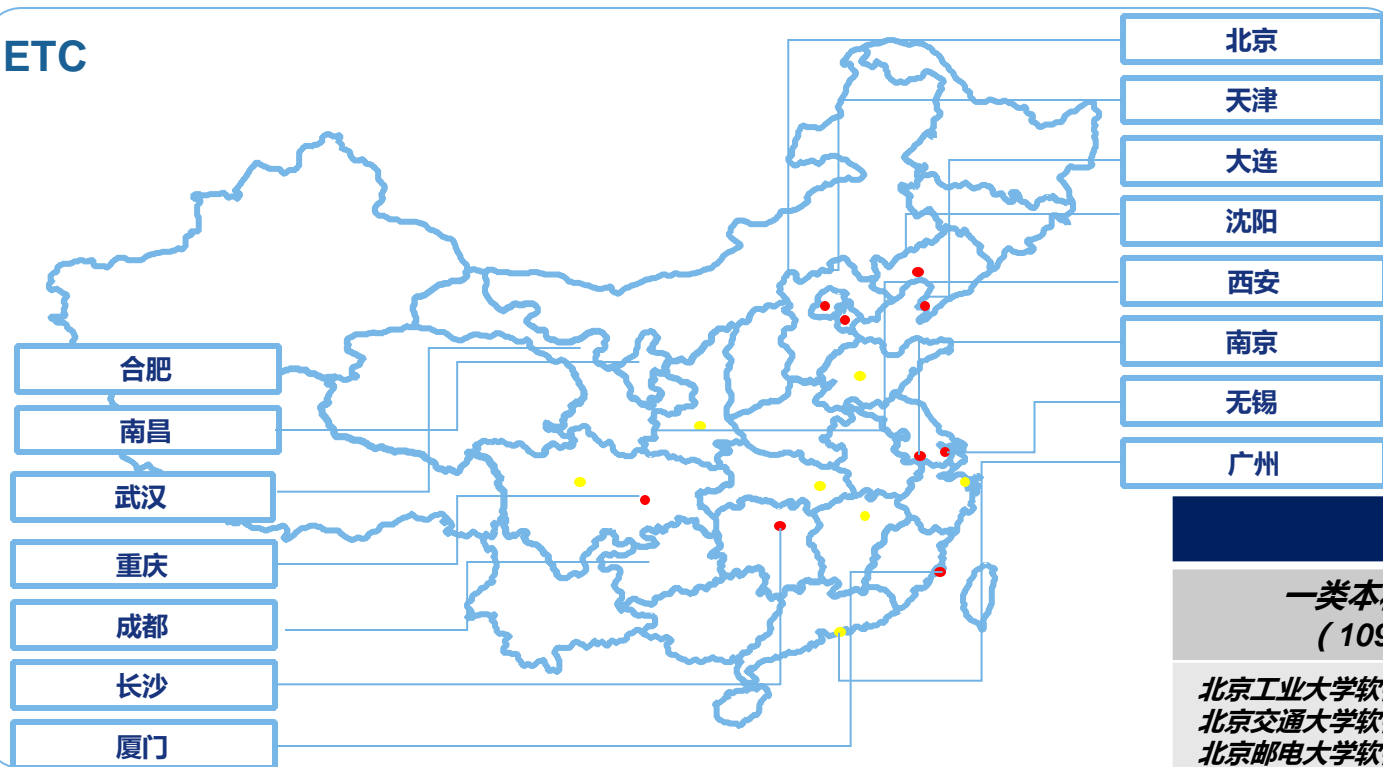 ETC
北京
天津
大连
沈阳
西安
南京
无锡
广州
合肥
南昌
武汉
重庆
成都
长沙
厦门
一类本
(109
北京工业大学软
北京交通大学软
北京邮电大学软